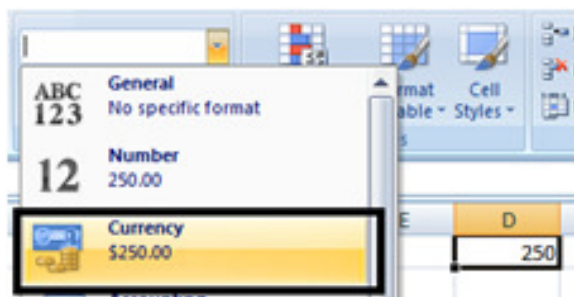 General
ABC
123
No specific format
Number
12
250.00
Currency
$250.00
rmat
able
Cell
Styles
E
D
250